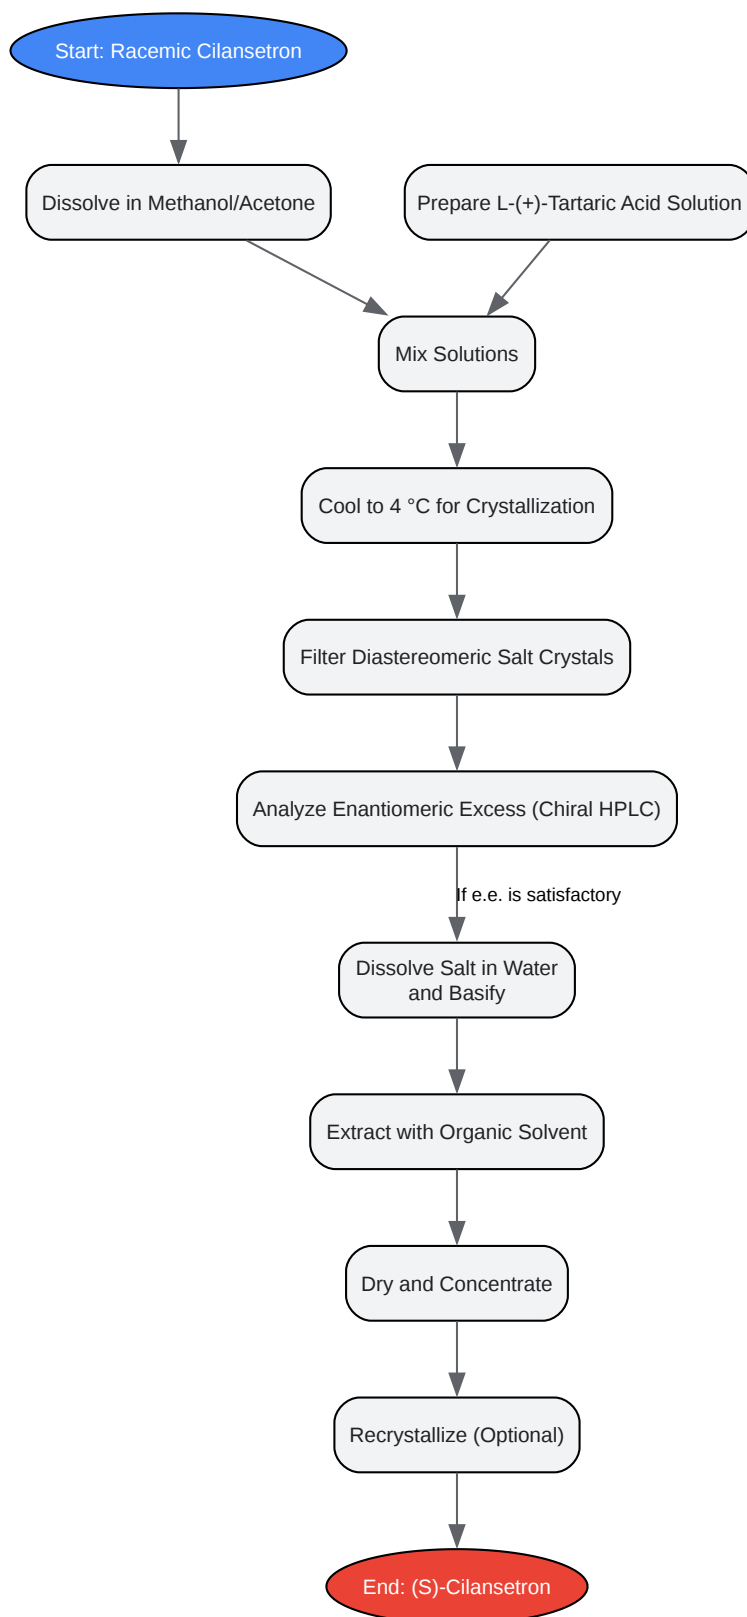 Start: Racemic Cilansetron
Dissolve in Methanol/Acetone
Prepare L-(+)-Tartaric Acid Solution
Mix Solutions
Cool to 4 °C for Crystallization
Filter Diastereomeric Salt Crystals
Analyze Enantiomeric Excess (Chiral HPLC)
If e.e. is satisfactory
Dissolve Salt in Water
and Basify
Extract with Organic Solvent
Dry and Concentrate
Recrystallize (Optional)
End: (S)-Cilansetron